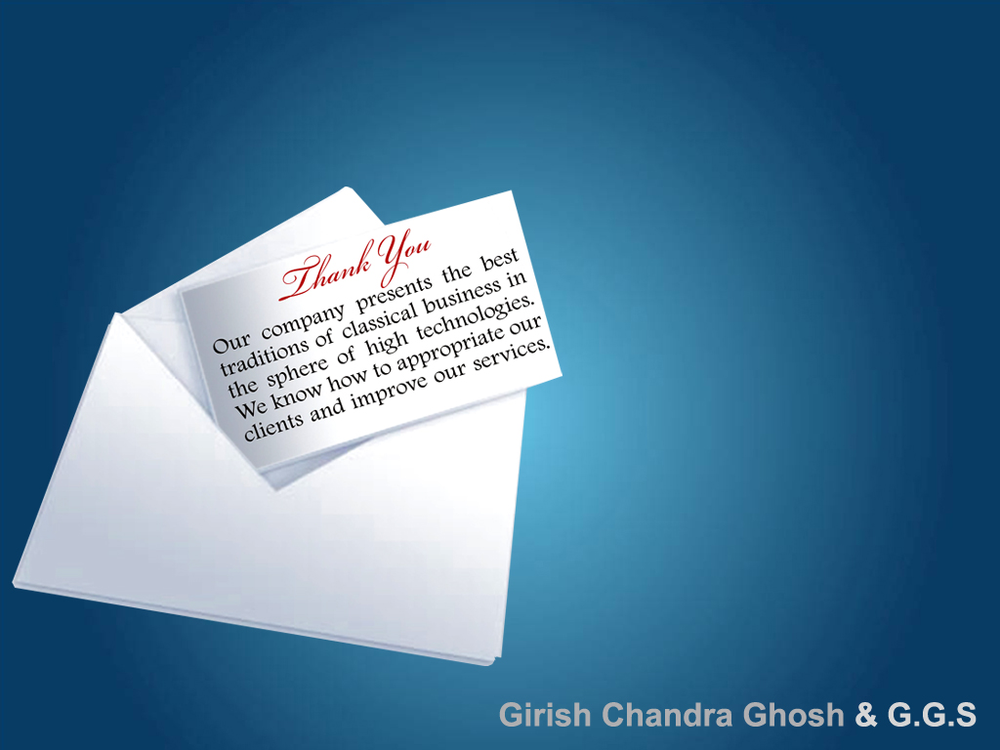 Thank You
Our company presents the best
traditions of classical business in
the sphere of high technologies.
We know how to appropriate our
clients and improve our services.
Girish Chandra Ghosh & G.G.S